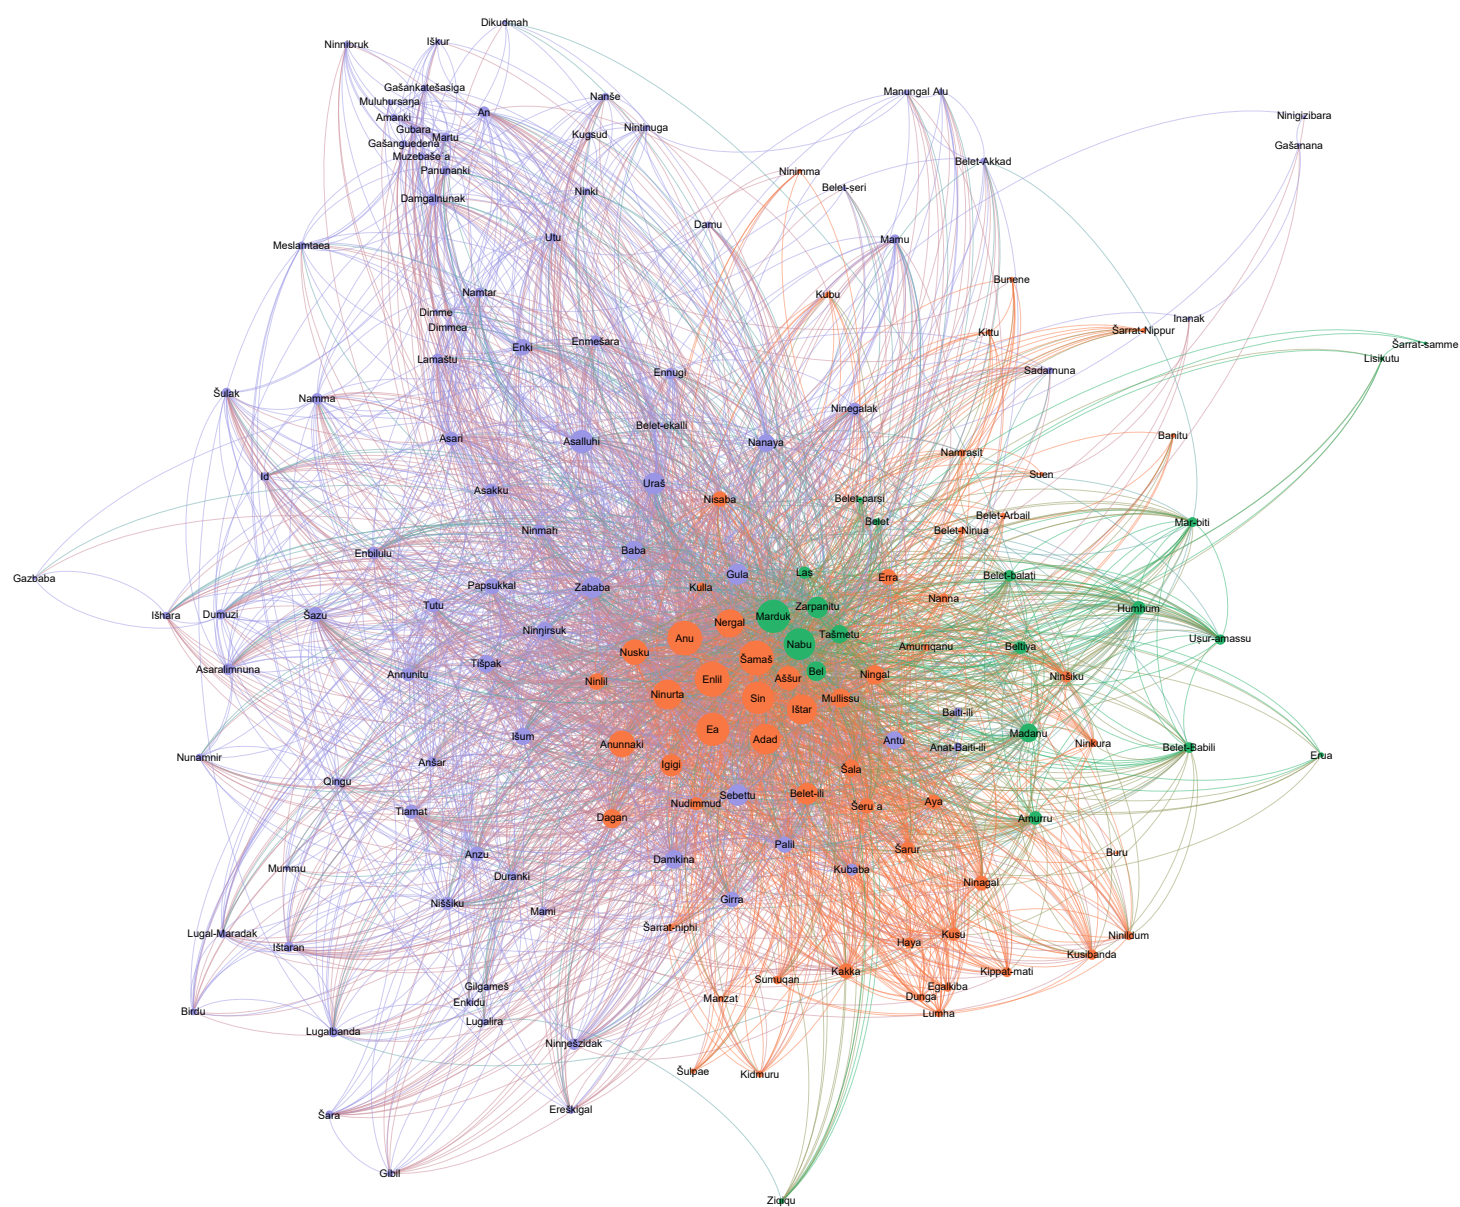 Dikudmah
Ninnibruk
Iškur
Gašankatešasiga
Muluhursaŋa
Nanše
Manungal
Alu
An
Amanki
Ninigizibara
Gubara
Martu
Kugsud
Nintinuga
Gašanguedena
Gašanana
Muzebaše a
Panunanki
Belet-Akkad
Ninimma
Belet-ṣeri
Damgalnunak
Ninki
Damu
Utu
Mamu
Meslamtaea
Bunene
Namtar
Kubu
Dimme
Inanak
Dimmea
Kittu
Šarrat-Nippur
Enki
Enmešara
Šarrat-samme
Lamaštu
Lisikutu
Ennugi
Sadarnuna
Šulak
Namma
Ninegalak
Belet-ekalli
Asari
Asalluhi
Nanaya
Banitu
Namrasit
Id
Suen
Uraš
Asakku
Nisaba
Belet-parṣi
Belet
Belet-Arbail
Mar-biti
Ninmah
Belet-Ninua
Enbilulu
Baba
Gazbaba
Papsukkal
Zababa
Kulla
Gula
Laṣ
Erra
Belet-balaṭi
Išhara
Dumuzi
Šazu
Tutu
Nanna
Zarpanitu
Humhum
Marduk
Ninŋirsuk
Nergal
Anu
Tašmetu
Uṣur-amassu
Nabu
Amurriqanu
Beltiya
Nusku
Šamaš
Asaralimnuna
Annunitu
Tišpak
Ninlil
Enlil
Aššur
Bel
Ningal
Ninšiku
Ninurta
Sin
Mullissu
Ištar
Baiti-ili
Ea
Išum
Anunnaki
Adad
Antu
Anat-Baiti-ili
Madanu
Ninkura
Belet-Babili
Nunamnir
Anšar
Igigi
Šala
Erua
Qingu
Sebettu
Belet-ili
Nudimmud
Šeru a
Aya
Tiamat
Dagan
Amurru
Palil
Šarur
Anzu
Damkina
Kubaba
Buru
Mummu
Duranki
Ninagal
Niššiku
Girra
Mami
Šarrat-niphi
Lugal-Maradak
Ištaran
Haya
Kusu
Ninildum
Kusibanda
Gilgameš
Sumuqan
Kakka
Kippat-mati
Egalkiba
Enkidu
Manzat
Dunga
Birdu
Lugalira
Lumha
Lugalbanda
Ninŋešzidak
Šulpae
Kidmuru
Šara
Ereškigal
Gibil
Ziqiqu